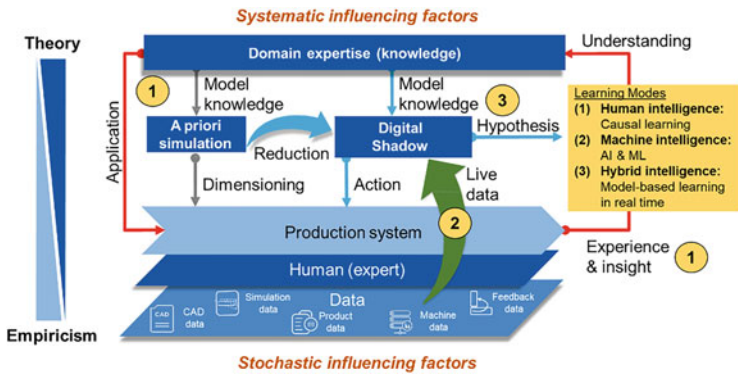 Systematic influencing factors
Theory
Domain expertise (knowledge)
Understanding
1
Model
knowledge
Model
knowledge
3
Application
A priori
simulation
Reduction
Digital
Shadow
Hypothesis
Learning Modes
(1) Human intelligence:
Causal learning
(2) Machine intelligence:
AI & ML
(3) Hybrid intelligence:
Model-based learning
in real time
Dimensioning
Action
Live
data
2
Production system
Experience
& insight
1
Human (expert)
Data
CAD
CAD
data
Simulation
data
Product
data
Machine
data
Feedback
data
Empiricism
Stochastic influencing factors